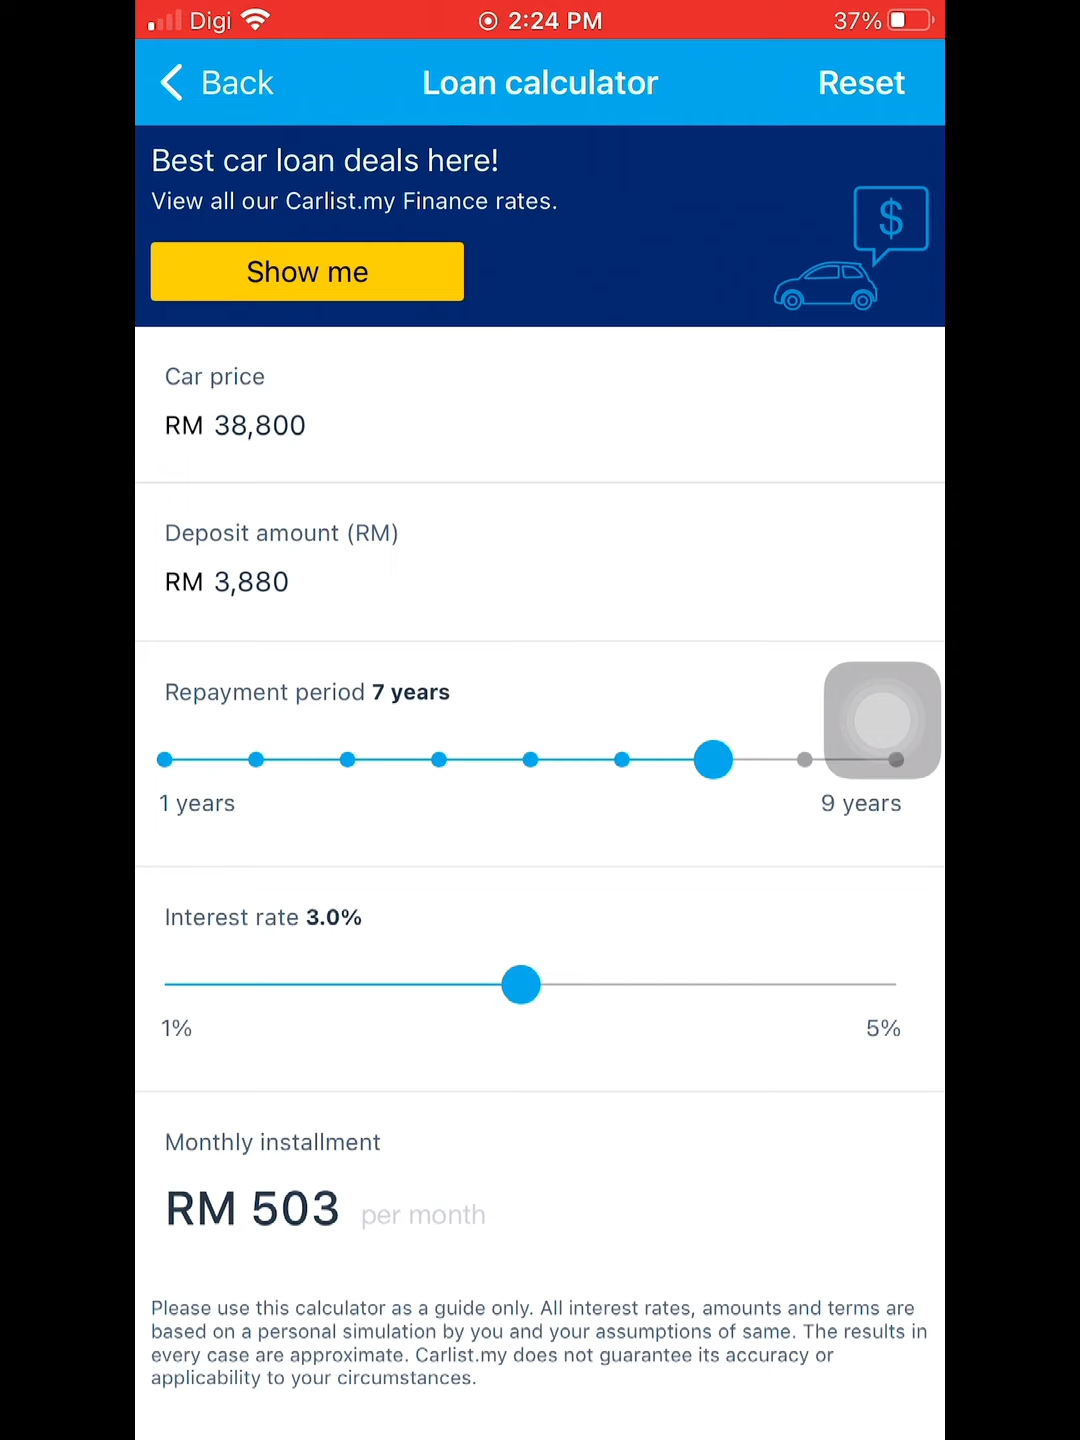 Digi 2:24 PM 37%
Back Loan calculator Reset
Best car loan deals here!
View all our Carlist.my Finance rates.
$
Show me
Car price
RM 38,800
Deposit amount (RM)
RM 3,880
Repayment period 7 years
1 years 9 years
Interest rate 3.0%
1% 5%
Monthly installment
RM 503 per month
Please use this calculator as a guide only. All interest rates, amounts and terms are
based on a personal simulation by you and your assumptions of same. The results in
every case are approximate. Carlist.my does not guarantee its accuracy or
applicability to your circumstances.